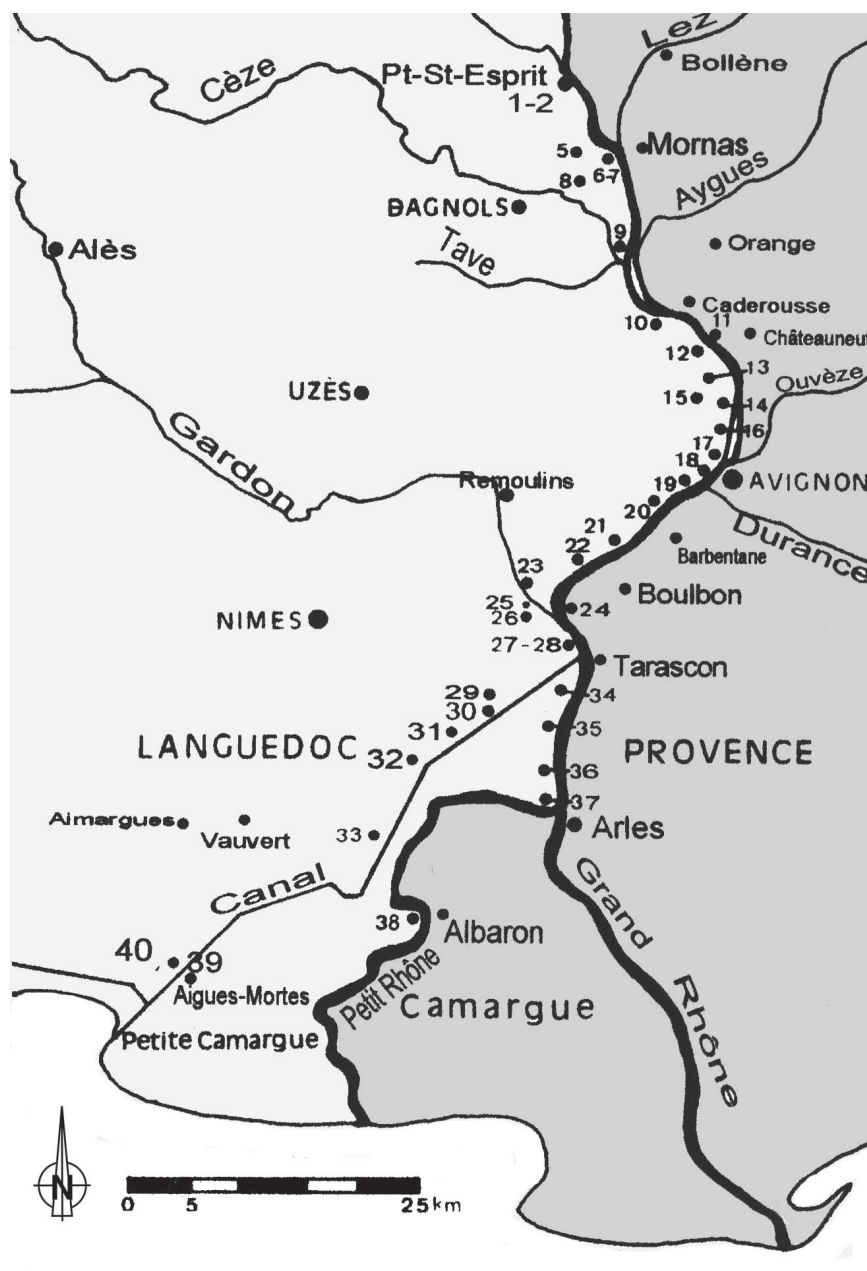 Lez
Cèze
Pt-St-Esprit
1-2
Bollène
Mornas
5
6-7
8
Aygues
BAGNOLS
9
Tave
Orange
Alès
Caderousse
10
11
Châteauneuf
12
13
Ouvèze
UZÈS
15
14
16
17
Gardon
18
Remoulins
19
AVIGNON
20
Durance
21
Barbentane
22
23
Boulbon
25
24
26
NIMES
27-28
Tarascon
29
34
30
31
35
LANGUEDOC
PROVENCE
32
36
37
Aimargues
Vauvert
33
Arles
Canal
Grand Rhône
38
Albaron
40
39
Aigues-Mortes
Petit Rhône
Camargue
Petite Camargue
N
0 5 25 km